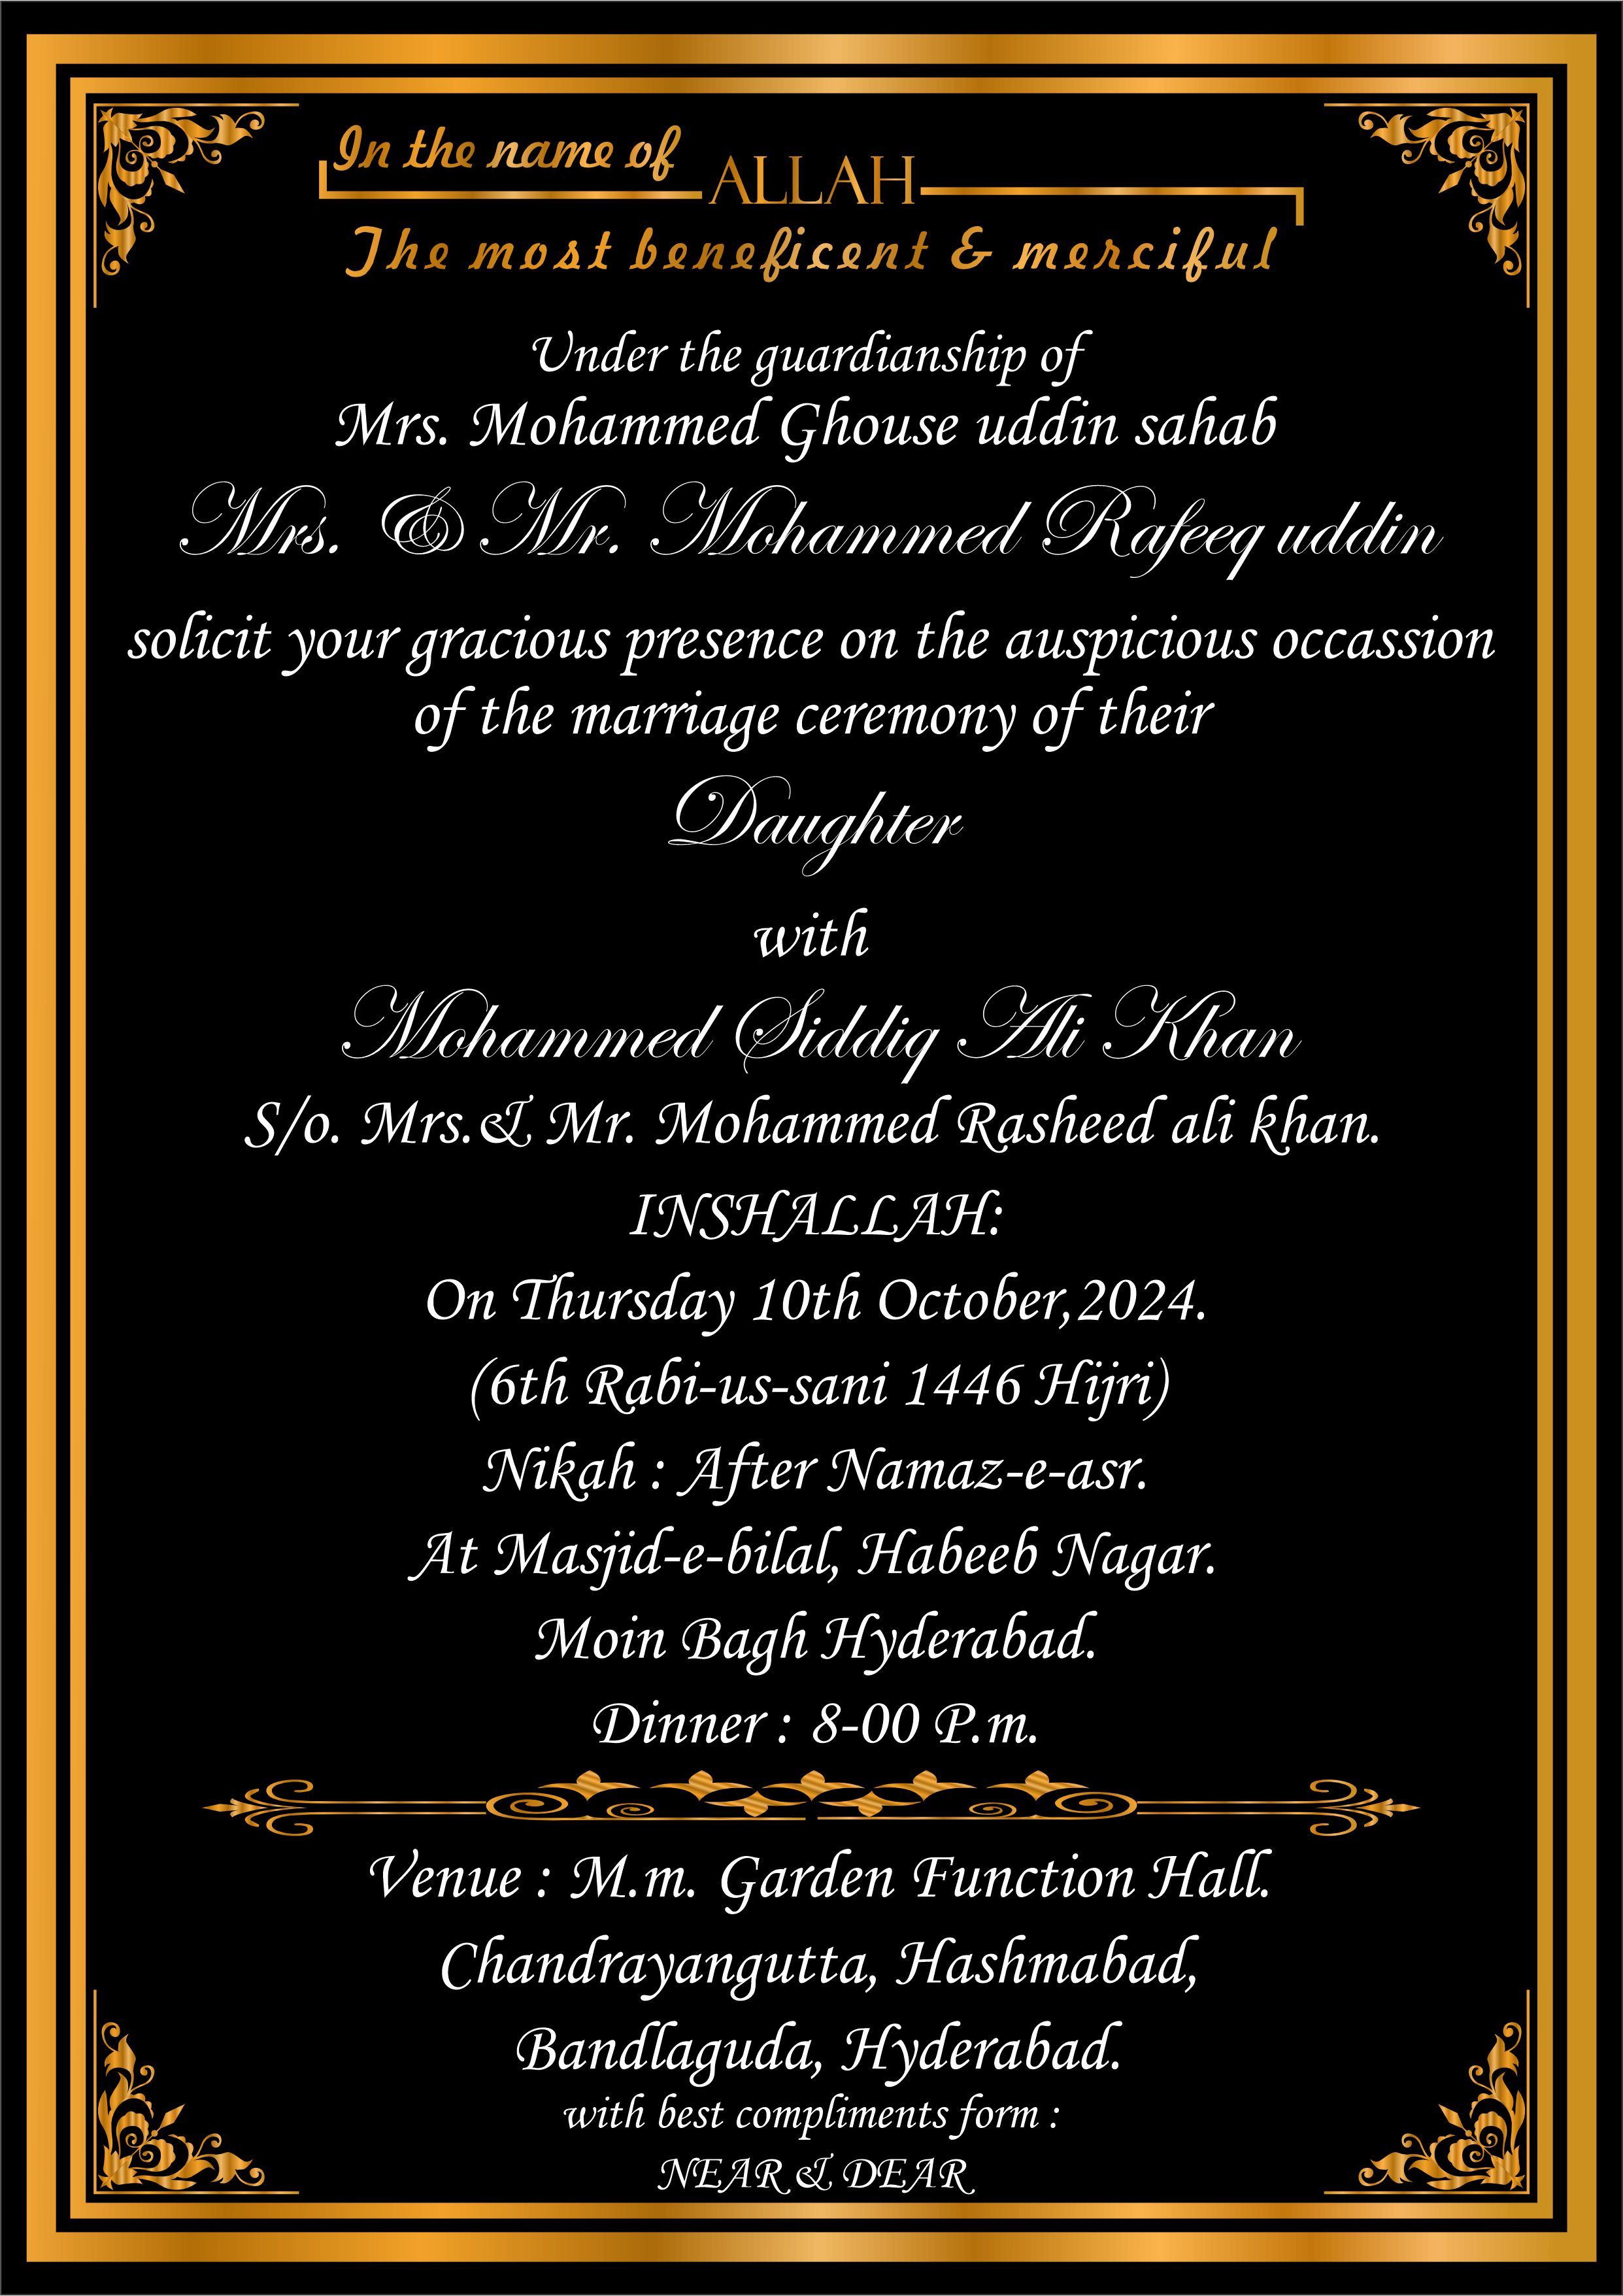 In the name of
ALLAH
The most beneficent & merciful
Under the guardianship of
Mrs. Mohammed Ghouse uddin sahab
Mrs. & Mr. Mohammed Rafeeq uddin
solicit your gracious presence on the auspicious occassion
of the marriage ceremony of their
Daughter
with
Mohammed Siddiq Ali Khan
S/o. Mrs.& Mr. Mohammed Rasheed ali khan.
INSHALLAH:
On Thursday 10th October,2024.
(6th Rabi-us-sani 1446 Hijri)
Nikah : After Namaz-e-asr.
At Masjid-e-bilal, Habeeb Nagar.
Moin Bagh Hyderabad.
Dinner : 8-00 P.m.
Venue : M.m. Garden Function Hall.
Chandrayangutta, Hashmabad,
Bandlaguda, Hyderabad.
with best compliments form :
NEAR & DEAR